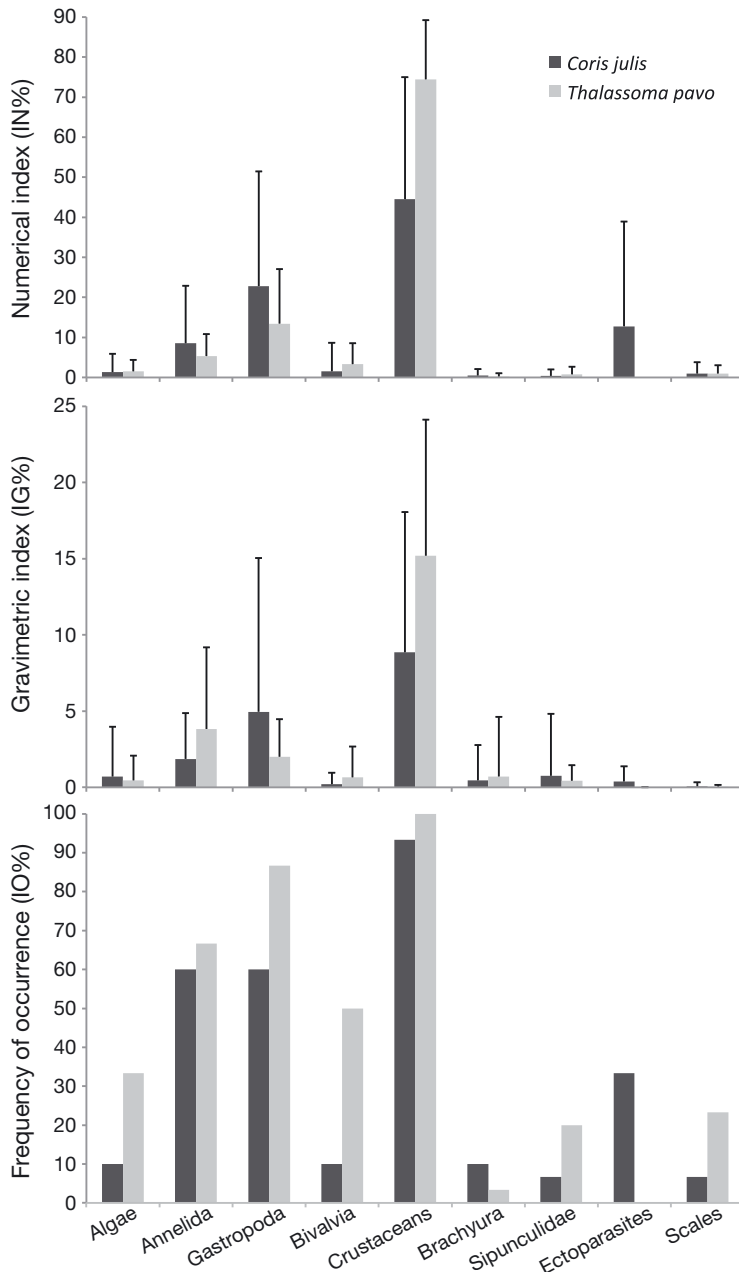 Numerical index (IN%)
90
80
70
60
50
40
30
20
10
0
Coris julis
Thalassoma pavo
Gravimetric index (IG%)
25
20
15
10
5
0
Frequency of occurrence (IO%)
100
90
80
70
60
50
40
30
20
10
0
Algae
Annelida
Gastropoda
Bivalvia
Crustaceans
Brachyura
Sipunculidae
Ectoparasites
Scales